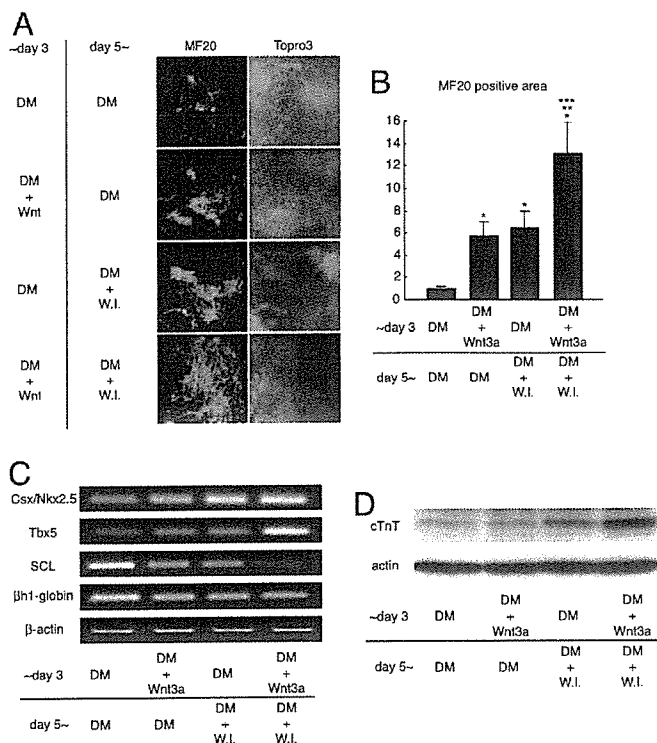 A
~day 3 day 5~ MF20 Topro3
DM DM
DM
+
Wnt
DM
DM
DM
+
W.I.
DM
+
Wnt
DM
+
W.I.
B
MF20 positive area
16
14
12
10
8
6
4
2
0
*
*
***
**
*
~day 3 DM DM + Wnt3a DM DM + Wnt3a
day 5~ DM DM DM + W.I. DM + W.I.
C
Csx/Nkx2.5
Tbx5
SCL
βh1-globin
β-actin
~day 3 DM DM + Wnt3a DM DM + Wnt3a
day 5~ DM DM DM + W.I. DM + W.I.
D
cTnT
actin
~day 3 DM DM + Wnt3a DM DM + Wnt3a
day 5~ DM DM DM + W.I. DM + W.I.